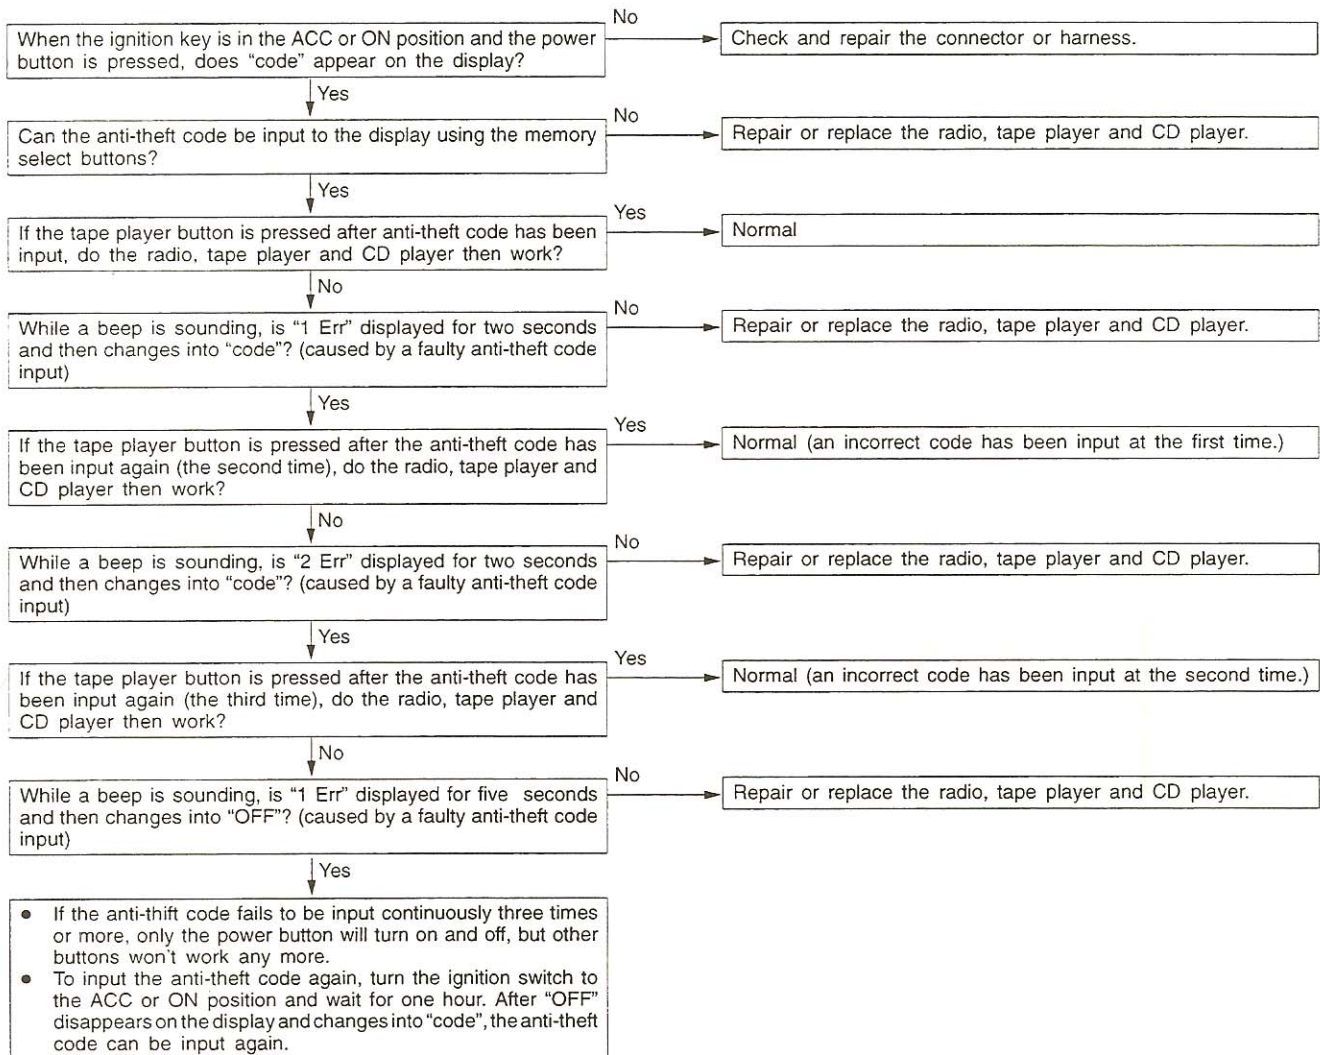 No
When the ignition key is in the ACC or ON position and the power
button is pressed, does “code” appear on the display?
Check and repair the connector or harness.
Yes
No
Can the anti-theft code be input to the display using the memory
select buttons?
Repair or replace the radio, tape player and CD player.
Yes
Yes
If the tape player button is pressed after anti-theft code has been
input, do the radio, tape player and CD player then work?
Normal
No
No
While a beep is sounding, is “1 Err” displayed for two seconds
and then changes into “code”? (caused by a faulty anti-theft code
input)
Repair or replace the radio, tape player and CD player.
Yes
Yes
If the tape player button is pressed after the anti-theft code has
been input again (the second time), do the radio, tape player and
CD player then work?
Normal (an incorrect code has been input at the first time.)
No
No
While a beep is sounding, is “2 Err” displayed for two seconds
and then changes into “code”? (caused by a faulty anti-theft code
input)
Repair or replace the radio, tape player and CD player.
Yes
Yes
If the tape player button is pressed after the anti-theft code has
been input again (the third time), do the radio, tape player and
CD player then work?
Normal (an incorrect code has been input at the second time.)
No
No
While a beep is sounding, is “1 Err” displayed for five seconds
and then changes into “OFF”? (caused by a faulty anti-theft code
input)
Repair or replace the radio, tape player and CD player.
Yes
● If the anti-thift code fails to be input continuously three times
or more, only the power button will turn on and off, but other
buttons won't work any more.
● To input the anti-theft code again, turn the ignition switch to
the ACC or ON position and wait for one hour. After “OFF”
disappears on the display and changes into “code”, the anti-theft
code can be input again.